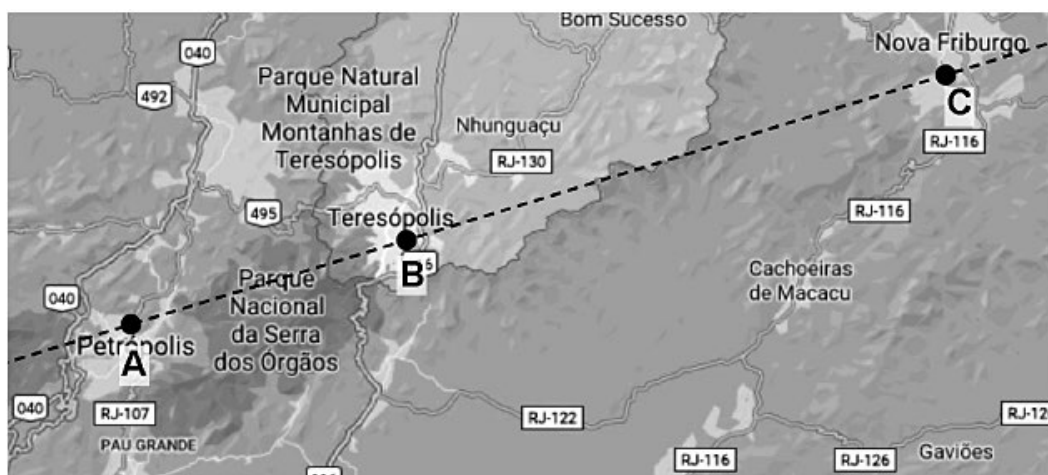 Bom Sucesso
040
Nova Friburgo
Parque Natural
Municipal
Montanhas de
Teresópolis
492
C
Nhunguaçu
RJ-130
RJ-116
495
Teresópolis
RJ-116
B
Parque
Nacional
da Serra
dos Órgãos
Cachoeiras
de Macacu
040
Petrópolis
A
040
RJ-107
RJ-122
PAU GRANDE
RJ-116
RJ-126
Gaviões